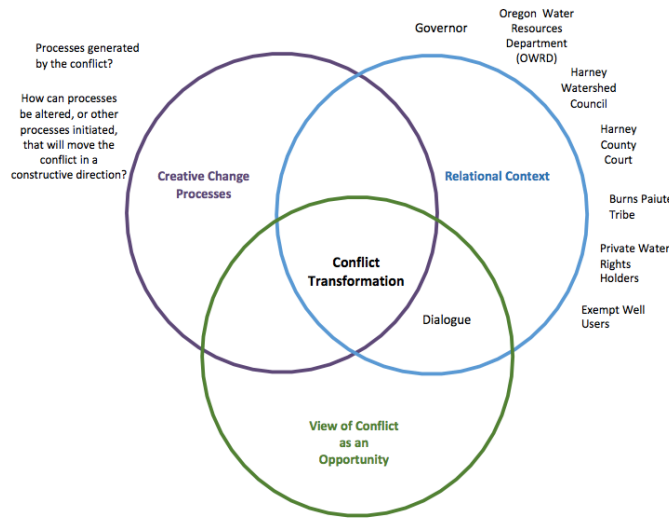 Governor
Oregon Water
Resources
Department
(OWRD)
Processes generated
by the conflict?
Harney
Watershed
Council
How can processes
be altered, or other
processes initiated,
that will move the
conflict in a
constructive direction?
Harney
County
Court
Creative Change
Processes
Relational Context
Burns Paiute
Tribe
Private Water
Rights
Holders
Conflict
Transformation
Exempt Well
Users
Dialogue
View of Conflict
as an
Opportunity